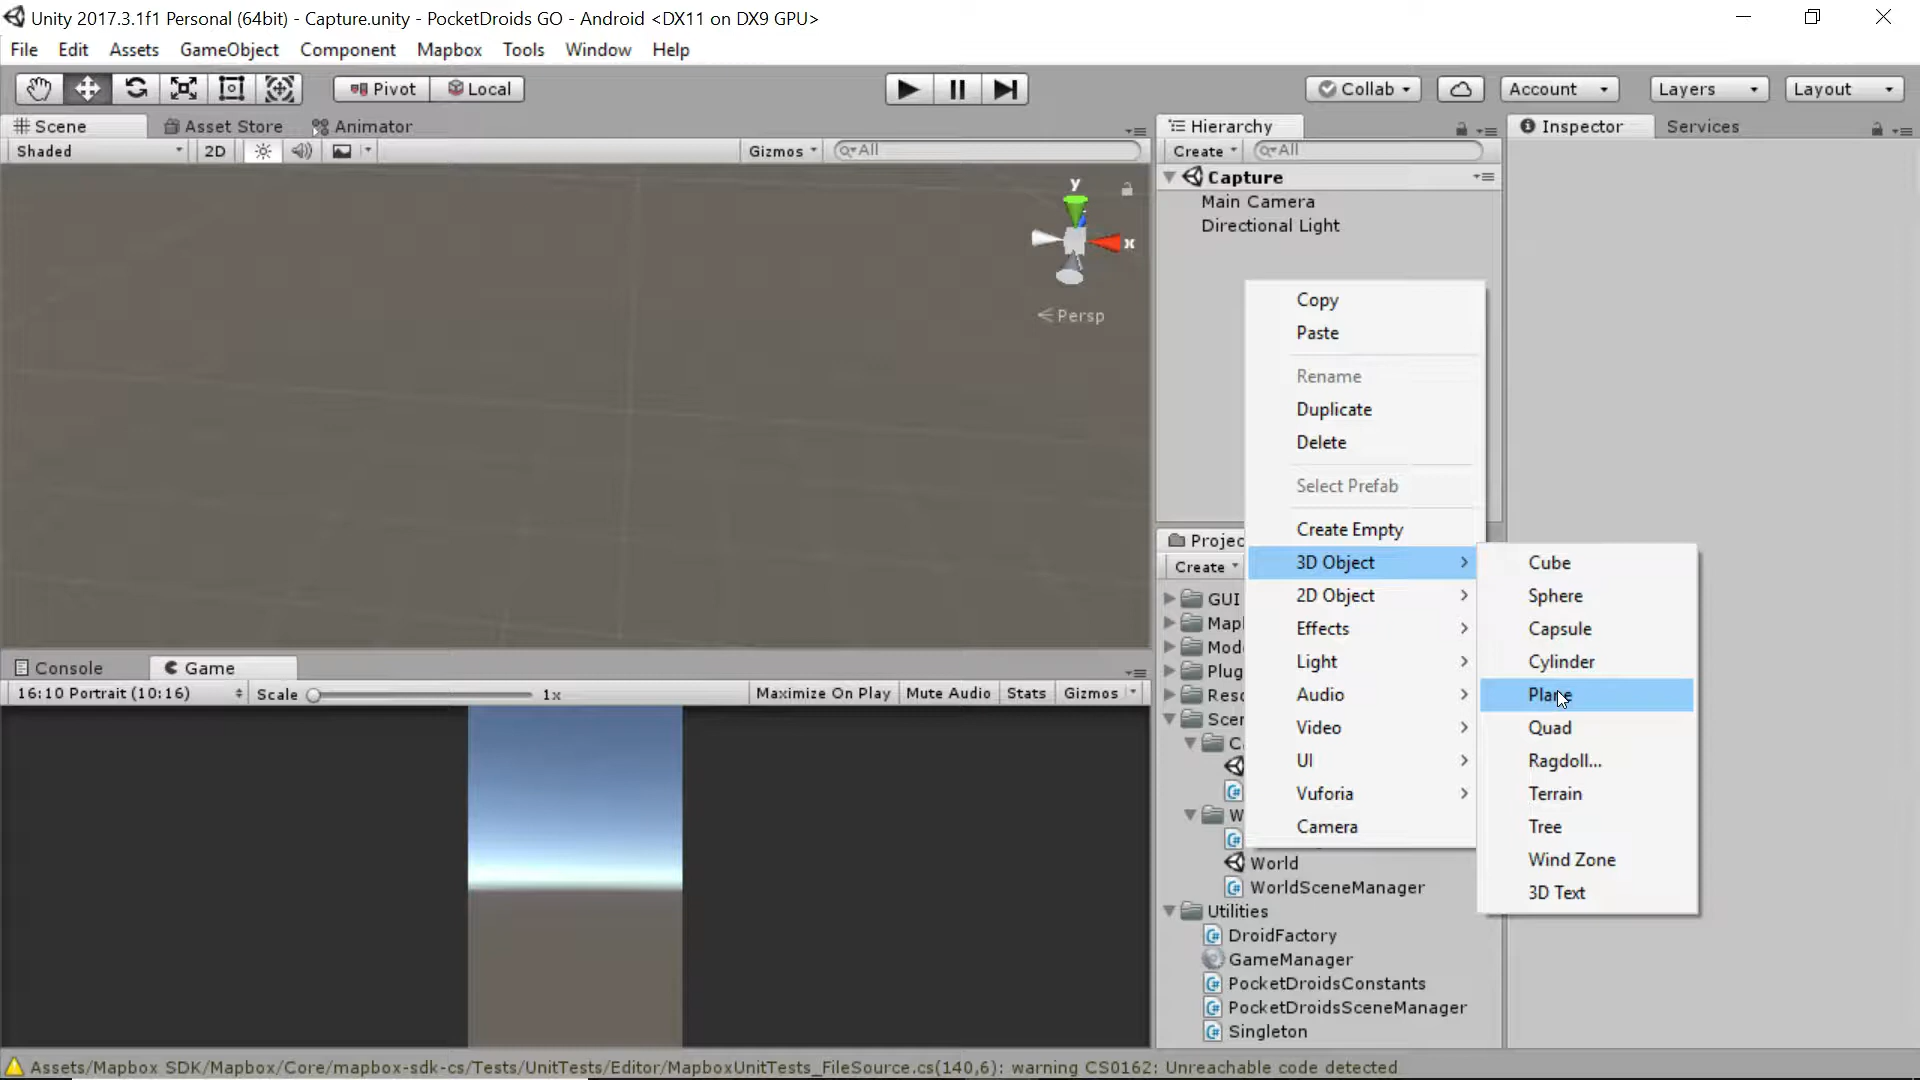 Unity 2017.3.1f1 Personal (64bit) - Capture.unity - PocketDroids GO - Android <DX11 on DX9 GPU>
File Edit Assets GameObject Component Mapbox Tools Window Help
Pivot Local Collab Account Layers Layout
Scene Asset Store Animator
Shaded 2D Gizmos All
y
x
Persp
Hierarchy
Create All
Capture
Main Camera
Directional Light
Inspector Services
Copy
Paste
Rename
Duplicate
Delete
Select Prefab
Create Empty
3D Object
2D Object
Effects
Light
Audio
Video
UI
Vuforia
Camera
Cube
Sphere
Capsule
Cylinder
Plane
Quad
Ragdoll...
Terrain
Tree
Wind Zone
3D Text
Projec
Create
GUI
Map
Mod
Plug
Reso
Scen
C
W
World
WorldSceneManager
Utilities
DroidFactory
GameManager
PocketDroidsConstants
PocketDroidsSceneManager
Singleton
Console Game
16:10 Portrait (10:16) Scale 1x Maximize On Play Mute Audio Stats Gizmos
Assets/Mapbox SDK/Mapbox/Core/mapbox-sdk-cs/Tests/UnitTests/Editor/MapboxUnitTests_FileSource.cs(140,6): warning CS0162: Unreachable code detected